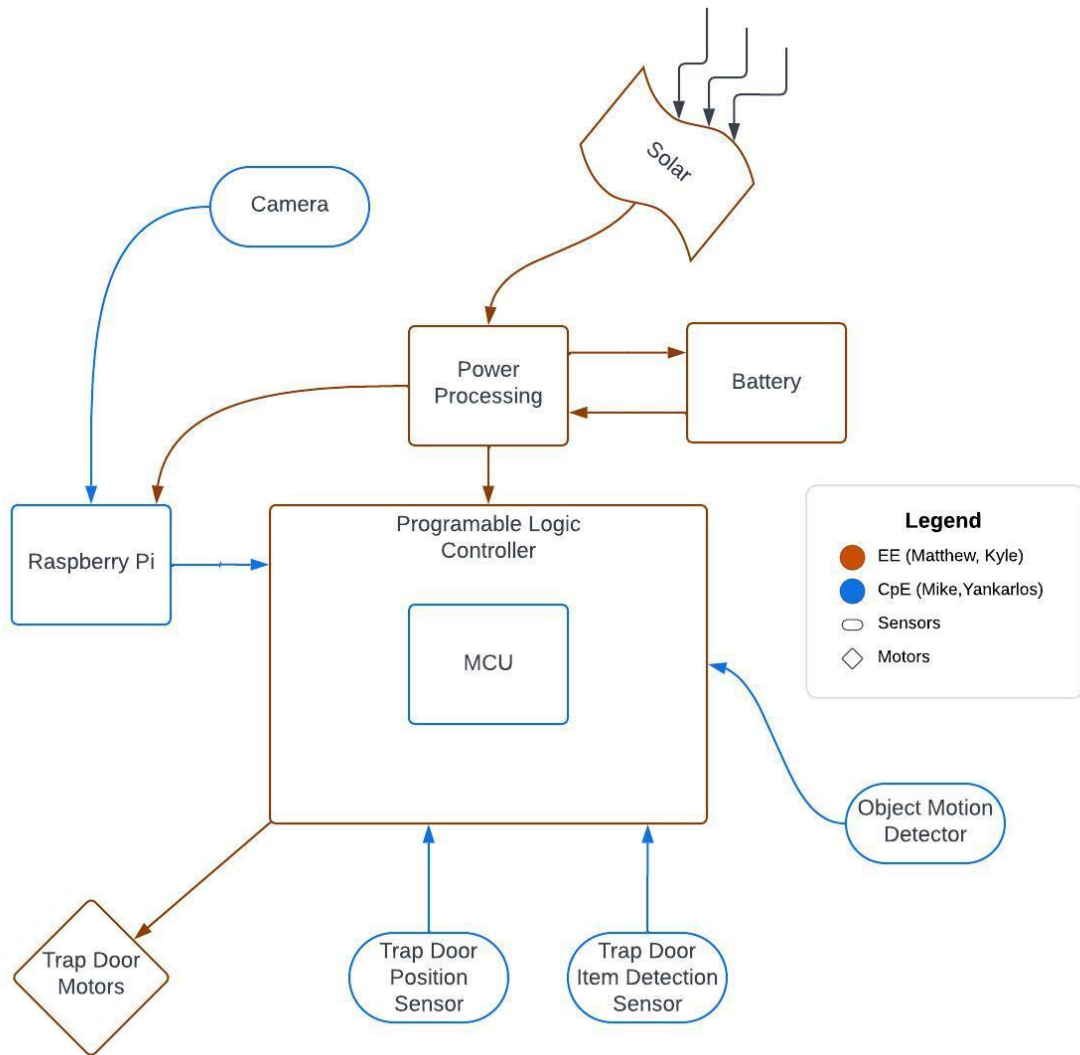 Solar
Camera
Power
Processing
Battery
Programable Logic
Controller
Raspberry Pi
MCU
Legend
EE (Matthew, Kyle)
CpE (Mike,Yankarlos)
Sensors
Motors
Object Motion
Detector
Trap Door
Motors
Trap Door
Position
Sensor
Trap Door
Item Detection
Sensor